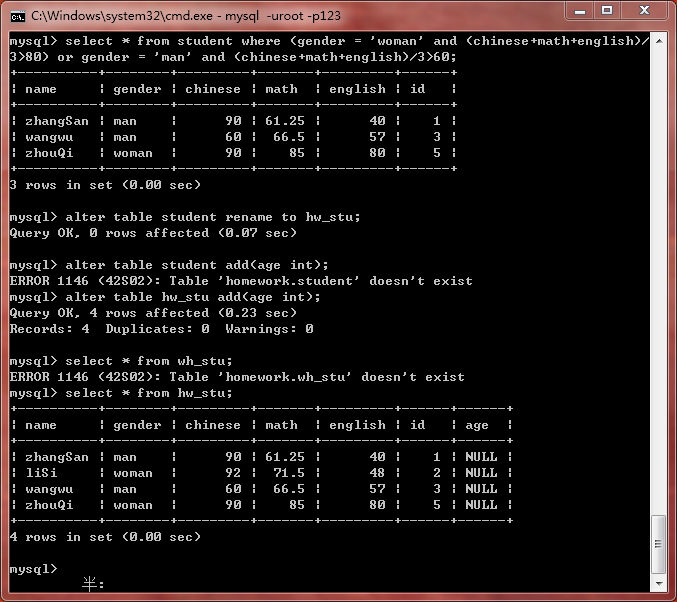 C:\Windows\system32\cmd.exe - mysql  -uroot -p123
mysql> select * from student where (gender = 'woman' and (chinese+math+english)/
3>80) or gender = 'man' and (chinese+math+english)/3>60;
+----------+--------+---------+-------+---------+------+
| name     | gender | chinese | math  | english | id   |
+----------+--------+---------+-------+---------+------+
| zhangSan | man    |      90 | 61.25 |      40 |    1 |
| wangwu   | man    |      60 |  66.5 |      57 |    3 |
| zhouQi   | woman  |      90 |    85 |      80 |    5 |
+----------+--------+---------+-------+---------+------+
3 rows in set (0.00 sec)
mysql> alter table student rename to hw_stu;
Query OK, 0 rows affected (0.07 sec)
mysql> alter table student add(age int);
ERROR 1146 (42S02): Table 'homework.student' doesn't exist
mysql> alter table hw_stu add(age int);
Query OK, 4 rows affected (0.23 sec)
Records: 4  Duplicates: 0  Warnings: 0
mysql> select * from wh_stu;
ERROR 1146 (42S02): Table 'homework.wh_stu' doesn't exist
mysql> select * from hw_stu;
+----------+--------+---------+-------+---------+------+------+
| name     | gender | chinese | math  | english | id   | age  |
+----------+--------+---------+-------+---------+------+------+
| zhangSan | man    |      90 | 61.25 |      40 |    1 | NULL |
| liSi     | woman  |      92 |  71.5 |      48 |    2 | NULL |
| wangwu   | man    |      60 |  66.5 |      57 |    3 | NULL |
| zhouQi   | woman  |      90 |    85 |      80 |    5 | NULL |
+----------+--------+---------+-------+---------+------+------+
4 rows in set (0.00 sec)
mysql>
半: